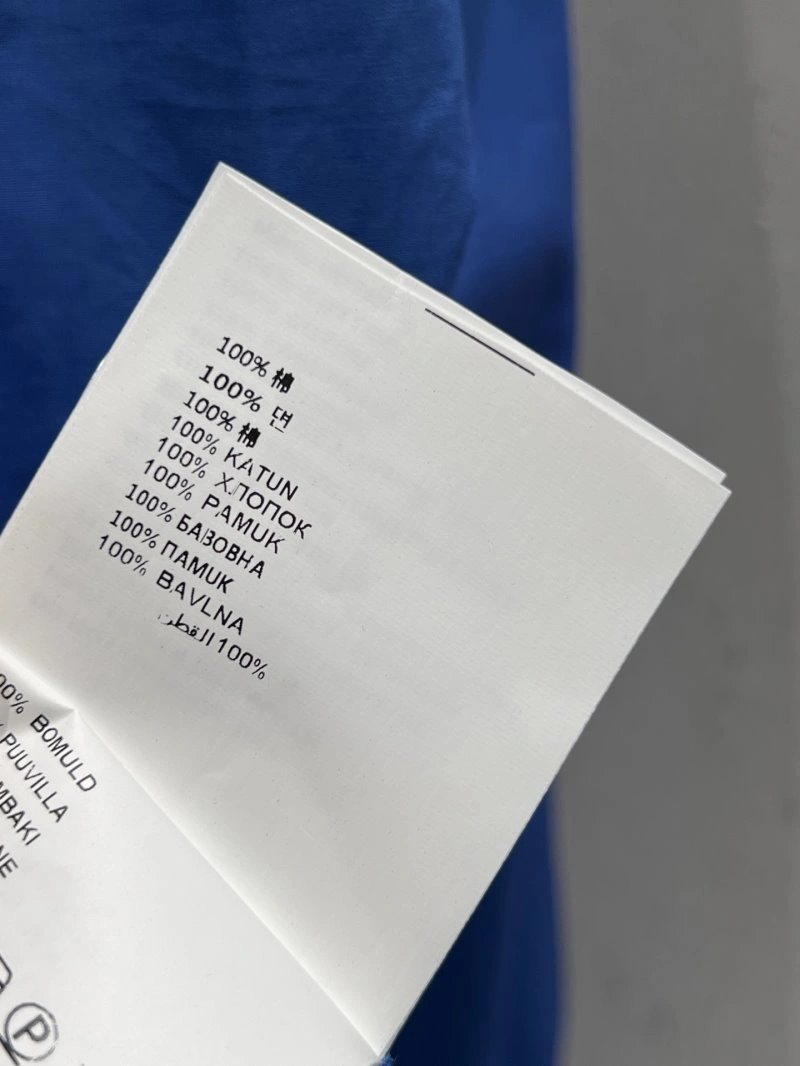 100% 棉
100% 면
100% 棉
100% KATUN
100% ХЛОПОК
100% PAMUK
100% БАВОВНА
100% ПАМУК
100% BAVLNA
100% القطن
BOMULD
PUUVILLA
P